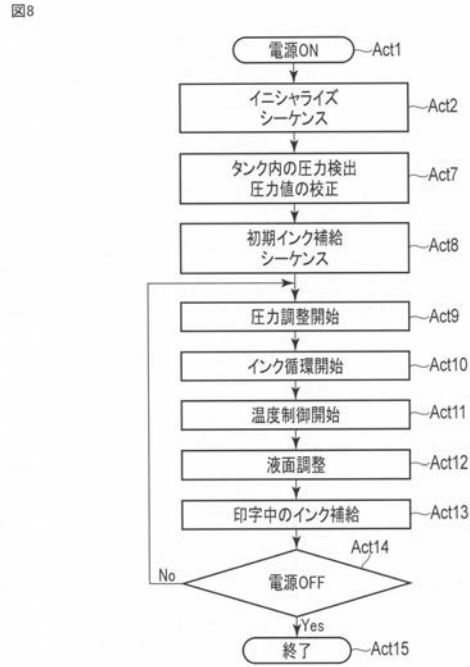 図8
電源ON
Act1
イニシャライズ
シーケンス
Act2
タンク内の圧力検出
圧力値の校正
Act7
初期インク補給
シーケンス
Act8
圧力調整開始
Act9
インク循環開始
Act10
温度制御開始
Act11
液面調整
Act12
印字中のインク補給
Act13
Act14
No
電源OFF
Yes
終了
Act15